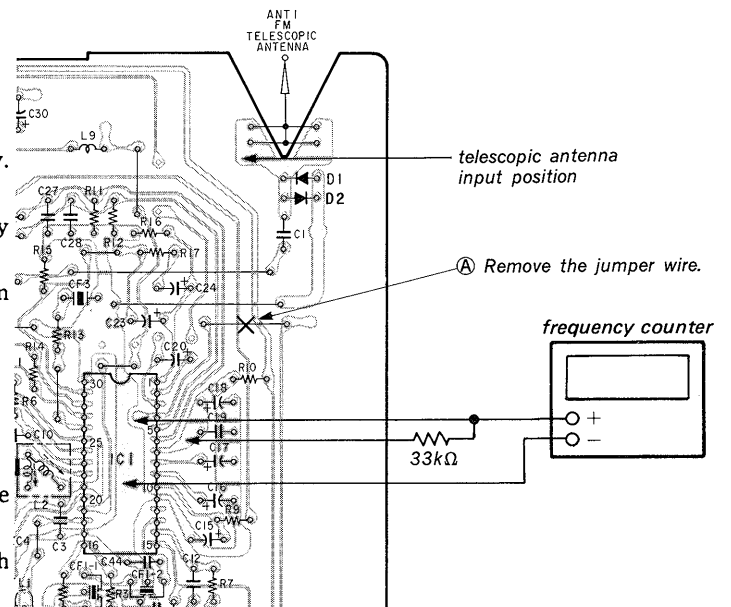 ANT1
FM
TELESCOPIC
ANTENNA
C30
L9
y.
telescopic antenna
input position
D1
D2
C27
R11
R16
C1
y
C28
R12
R15
R17
Ⓐ Remove the jumper wire.
n
CF3
C24
C23
R13
frequency counter
R14
C20
R10
30
1
R6
C18
+
5
C19
C10
25
IC1
C17
33kΩ
−
10
C16
e
20
L2
R9
C4
C3
C15
16
15
h
C44
C12
CF1-1
CF1-2
R3
R7